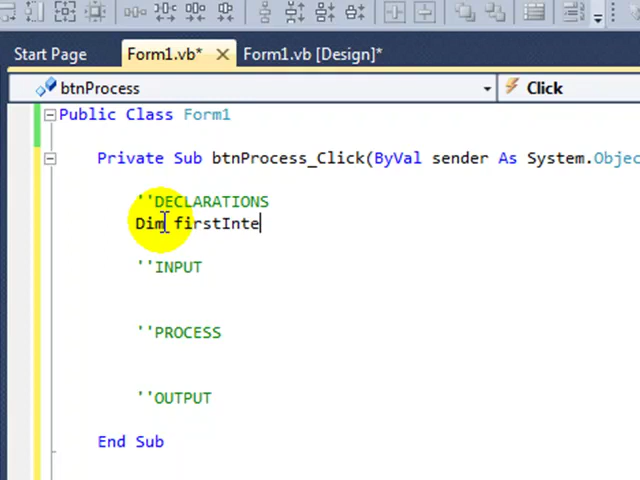 Start Page Form1.vb* Form1.vb [Design]*
btnProcess Click
Public Class Form1
Private Sub btnProcess_Click(ByVal sender As System.Objec
''DECLARATIONS
Dim firstInte
''INPUT
''PROCESS
''OUTPUT
End Sub